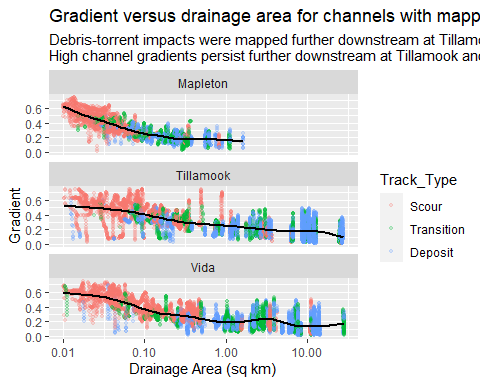 Gradient versus drainage area for channels with mapp
Debris-torrent impacts were mapped further downstream at Tillam
High channel gradients persist further downstream at Tillamook and
Mapleton
0.6
0.4
0.2
0.0
Tillamook
0.6
0.4
0.2
0.0
Vida
0.6
0.4
0.2
0.0
0.01 0.10 1.00 10.00
Drainage Area (sq km)
Gradient
Track_Type
Scour
Transition
Deposit